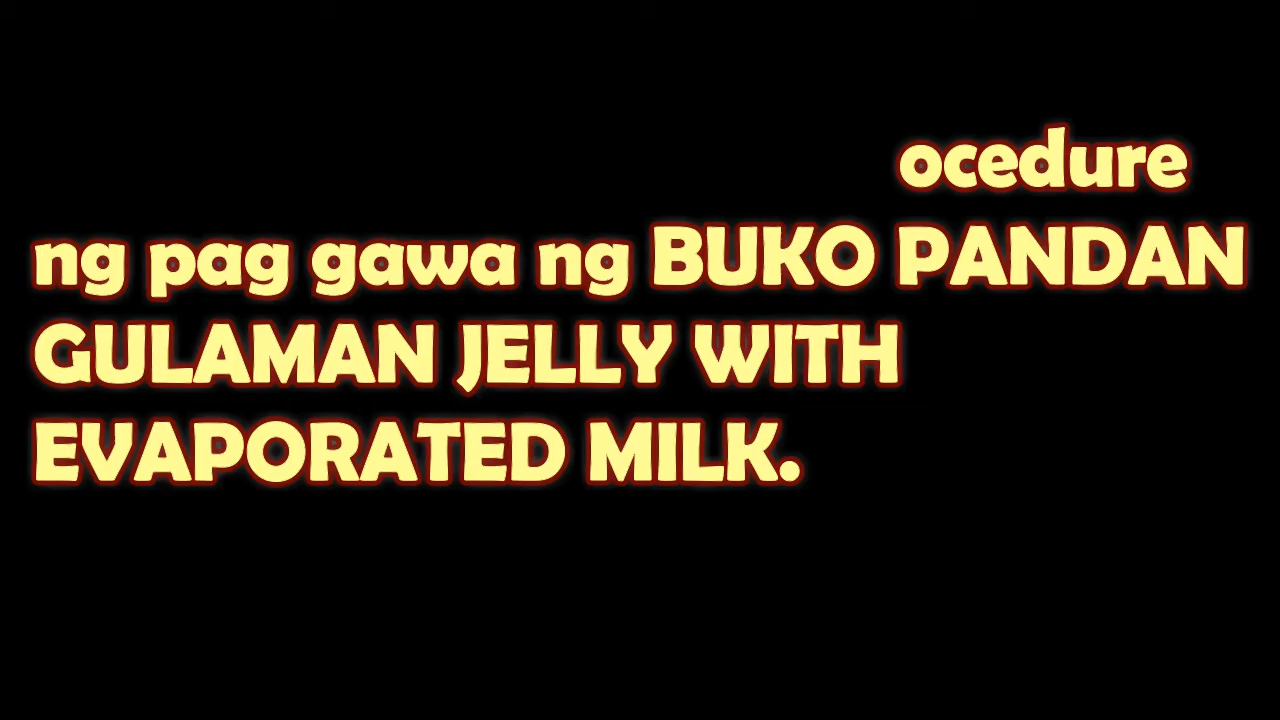 ocedure
ng pag gawa ng BUKO PANDAN
GULAMAN JELLY WITH
EVAPORATED MILK.